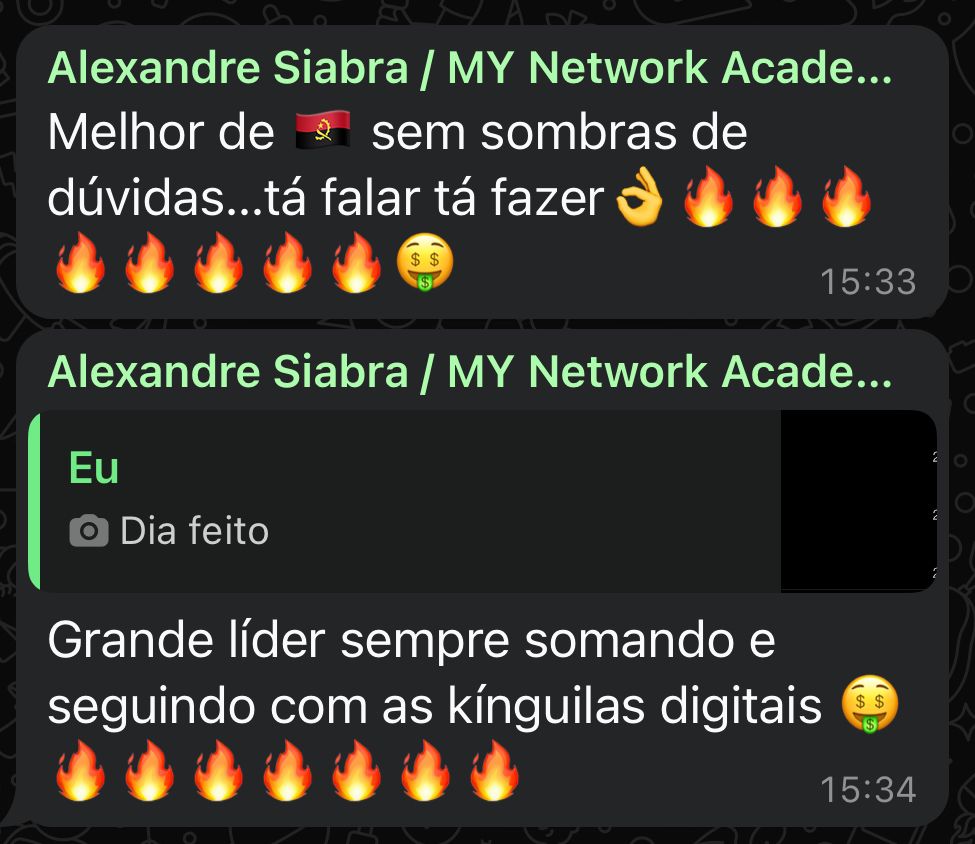 Alexandre Siabra / MY Network Acade...
Melhor de 🇦🇴 sem sombras de
dúvidas...tá falar tá fazer👌🔥🔥🔥
🔥🔥🔥🔥🔥🤑
15:33
Alexandre Siabra / MY Network Acade...
Eu
Dia feito
Grande líder sempre somando e
seguindo com as kínguilas digitais 🤑
🔥🔥🔥🔥🔥🔥🔥
15:34